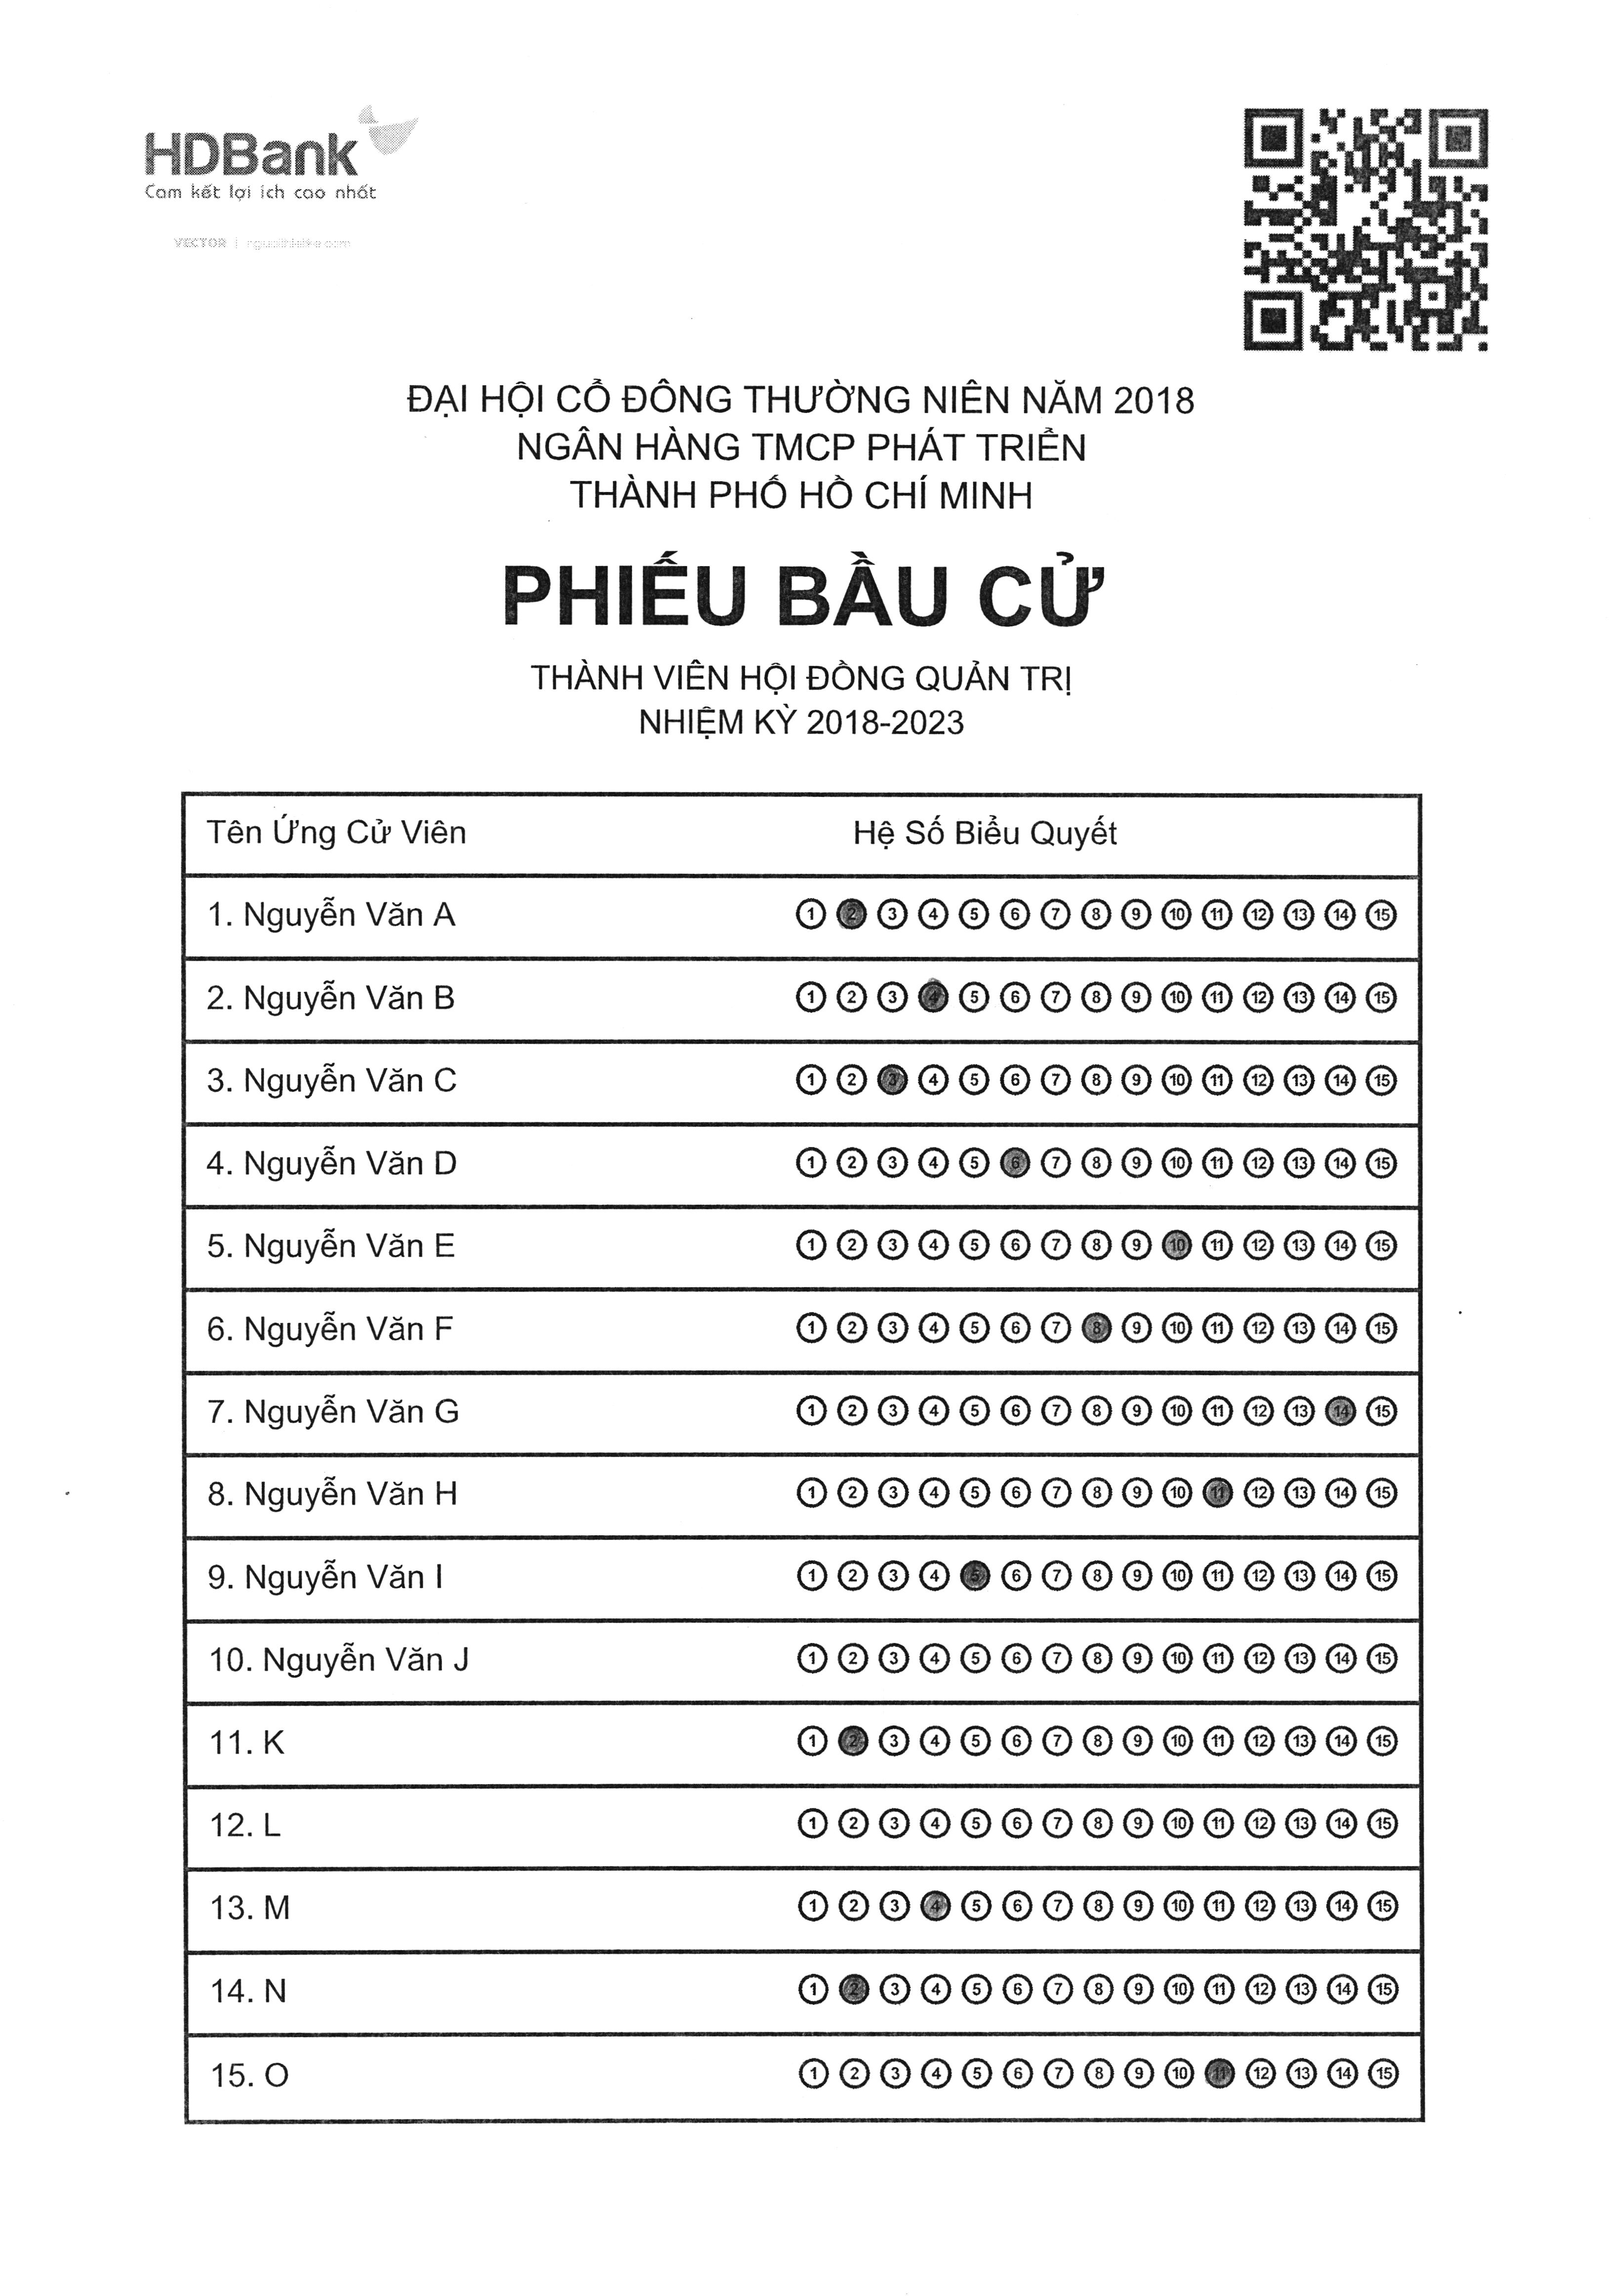 HDBank
Cam kết lợi ích cao nhất
VECTOR |
ĐẠI HỘI CỔ ĐÔNG THƯỜNG NIÊN NĂM 2018
NGÂN HÀNG TMCP PHÁT TRIỂN
THÀNH PHỐ HỒ CHÍ MINH
PHIẾU BẦU CỬ
THÀNH VIÊN HỘI ĐỒNG QUẢN TRỊ
NHIỆM KỲ 2018-2023
Tên Ứng Cử Viên Hệ Số Biểu Quyết
1. Nguyễn Văn A 1 2 3 4 5 6 7 8 9 10 11 12 13 14 15
2. Nguyễn Văn B 1 2 3 4 5 6 7 8 9 10 11 12 13 14 15
3. Nguyễn Văn C 1 2 3 4 5 6 7 8 9 10 11 12 13 14 15
4. Nguyễn Văn D 1 2 3 4 5 6 7 8 9 10 11 12 13 14 15
5. Nguyễn Văn E 1 2 3 4 5 6 7 8 9 10 11 12 13 14 15
6. Nguyễn Văn F 1 2 3 4 5 6 7 8 9 10 11 12 13 14 15
7. Nguyễn Văn G 1 2 3 4 5 6 7 8 9 10 11 12 13 14 15
8. Nguyễn Văn H 1 2 3 4 5 6 7 8 9 10 11 12 13 14 15
9. Nguyễn Văn I 1 2 3 4 5 6 7 8 9 10 11 12 13 14 15
10. Nguyễn Văn J 1 2 3 4 5 6 7 8 9 10 11 12 13 14 15
11. K 1 2 3 4 5 6 7 8 9 10 11 12 13 14 15
12. L 1 2 3 4 5 6 7 8 9 10 11 12 13 14 15
13. M 1 2 3 4 5 6 7 8 9 10 11 12 13 14 15
14. N 1 2 3 4 5 6 7 8 9 10 11 12 13 14 15
15. O 1 2 3 4 5 6 7 8 9 10 11 12 13 14 15